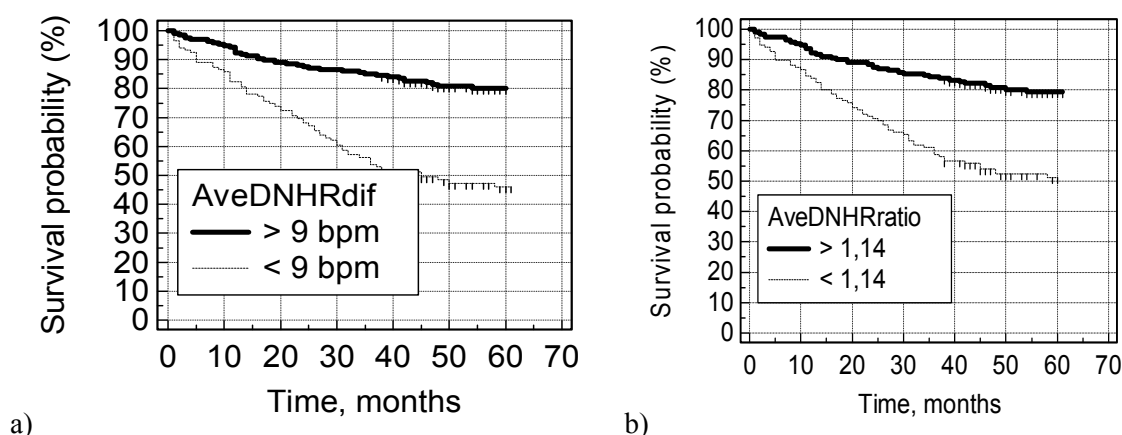 Survival probability (%)
100
90
80
70
60
50
40
30
20
10
0
AveDNHRdif
> 9 bpm
< 9 bpm
0 10 20 30 40 50 60 70
Time, months
a)
Survival probability (%)
100
90
80
70
60
50
40
30
20
10
0
AveDNHRratio
> 1,14
< 1,14
0 10 20 30 40 50 60 70
Time, months
b)